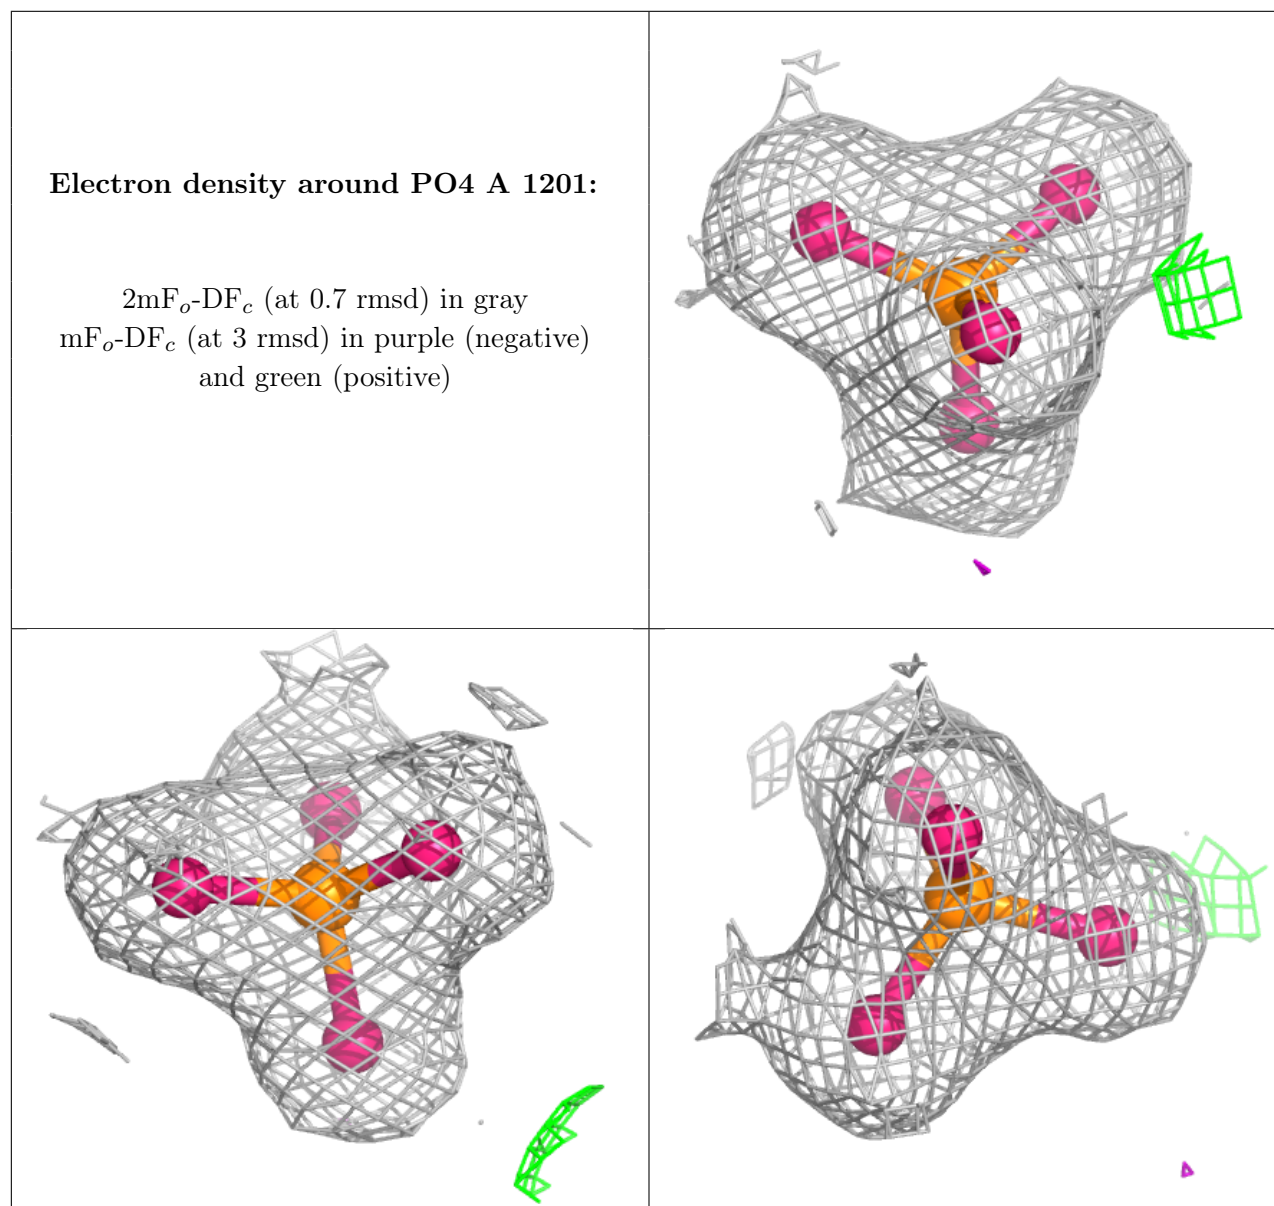 Electron density around PO4 A 1201:
2mFo-DFc (at 0.7 rmsd) in gray
mFo-DFc (at 3 rmsd) in purple (negative)
and green (positive)